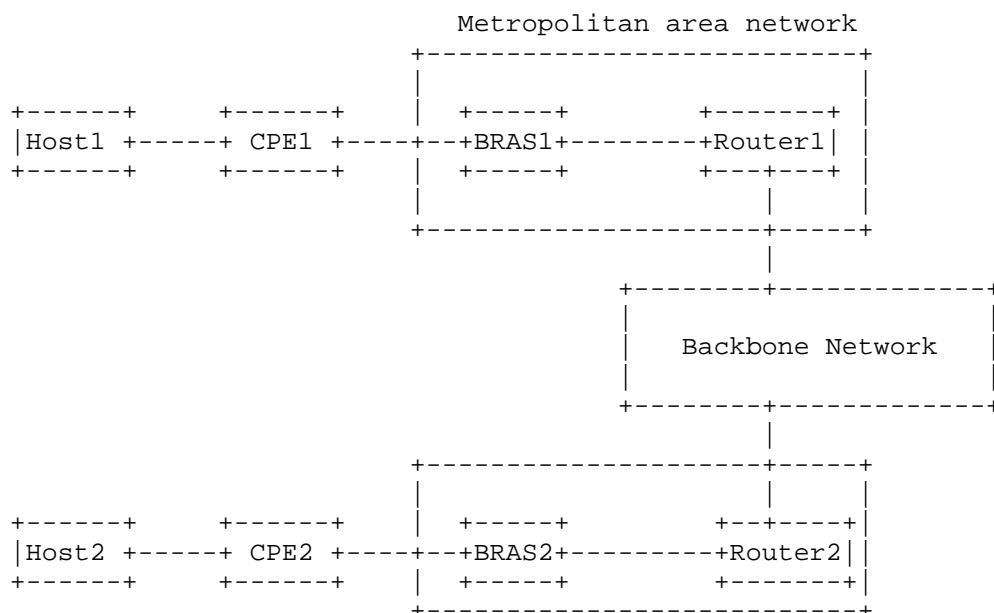 Metropolitan area network
Host1 CPE1 BRAS1 Router1
Backbone Network
Host2 CPE2 BRAS2 Router2